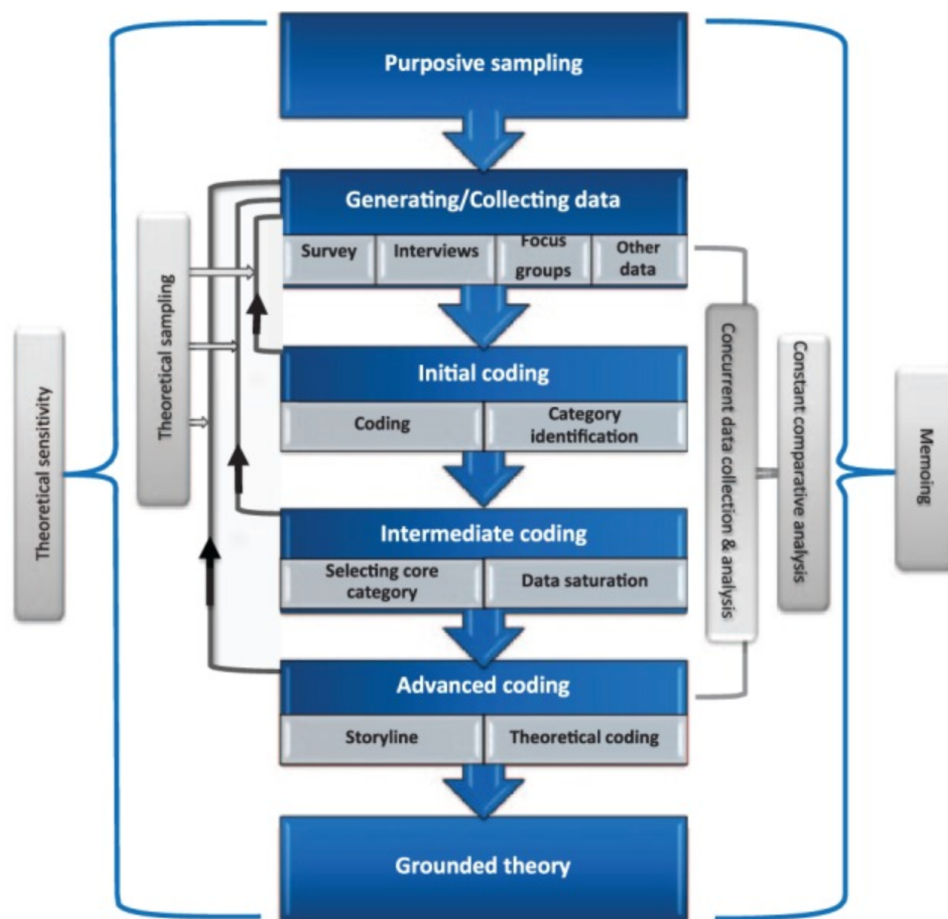 Purposive sampling
Generating/Collecting data
Survey
Interviews
Focus
groups
Other
data
Initial coding
Coding
Category
identification
Intermediate coding
Selecting core
category
Data saturation
Advanced coding
Storyline
Theoretical coding
Grounded theory
Theoretical sensitivity
Theoretical sampling
Concurrent data collection & analysis
Constant comparative analysis
Memoing